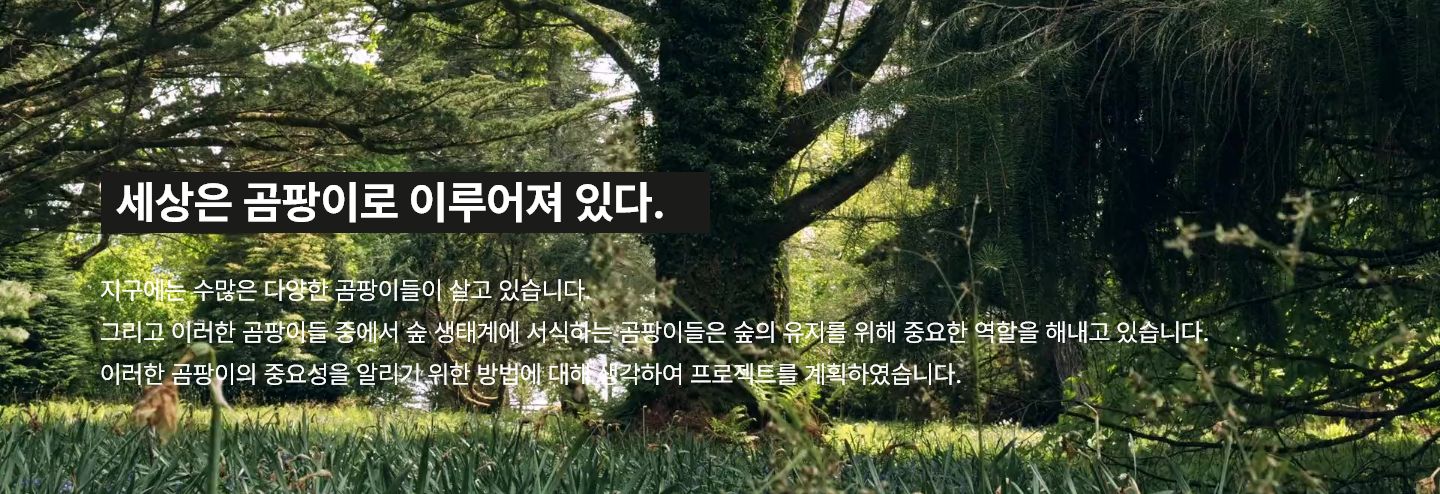 세상은 곰팡이로 이루어져 있다.
지구에는 수많은 다양한 곰팡이들이 살고 있습니다.
그리고 이러한 곰팡이들 중에서 숲 생태계에 서식하는 곰팡이들은 숲의 유지를 위해 중요한 역할을 해내고 있습니다.
이러한 곰팡이의 중요성을 알리기 위한 방법에 대해 생각하여 프로젝트를 계획하였습니다.